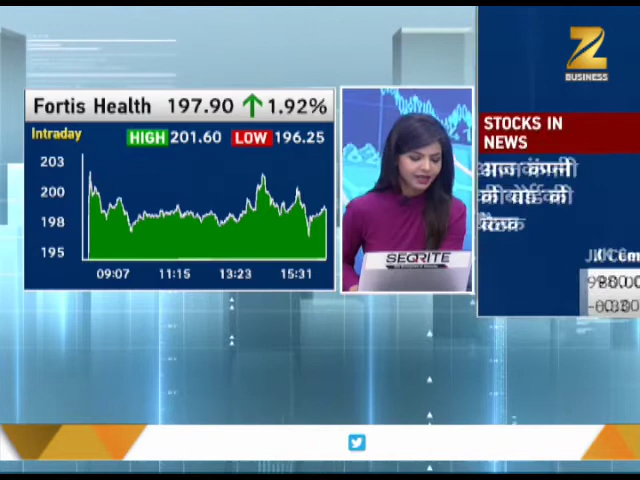 Z
ZEE BUSINESS
Fortis Health 197.90 1.92%
Intraday HIGH 201.60 LOW 196.25
203
200
198
195
09:07 11:15 13:23 15:31
SEQRITE
STOCKS IN
NEWS
आज कंपनी
की बोर्ड की
बैठक